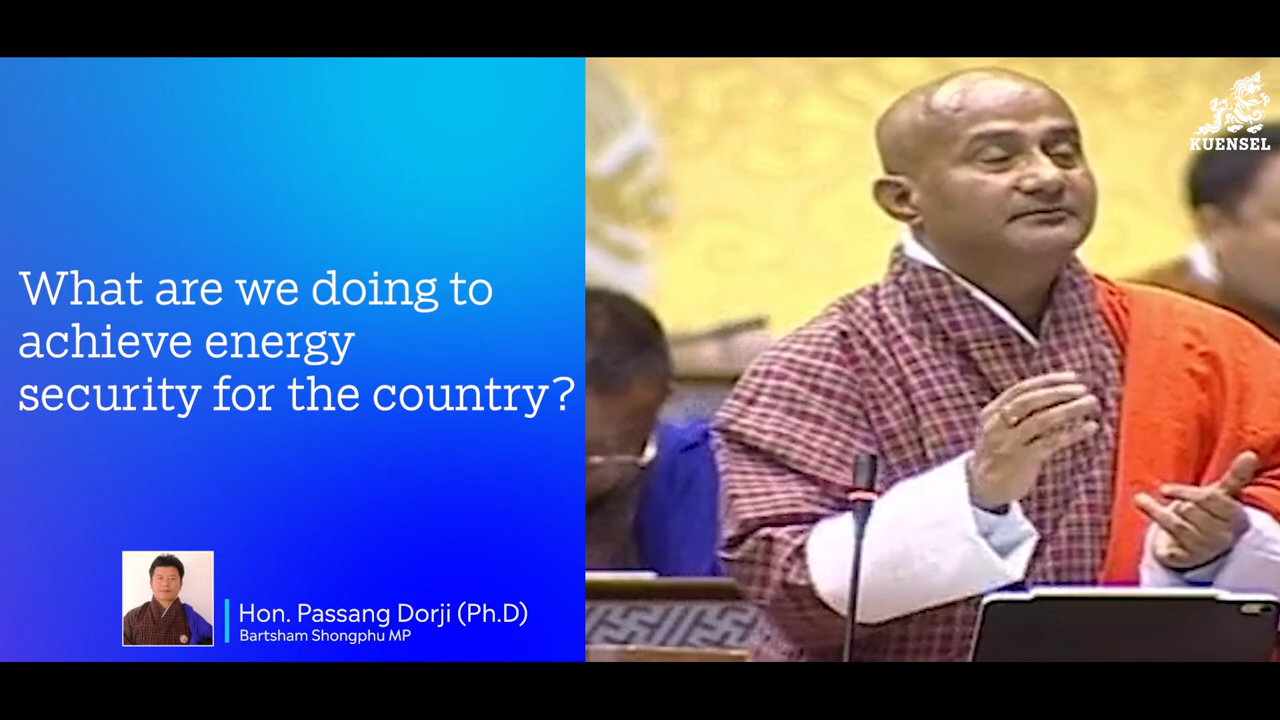 What are we doing to
achieve energy
security for the country?
Hon. Passang Dorji (Ph.D)
Bartsham Shongphu MP
KUENSEL